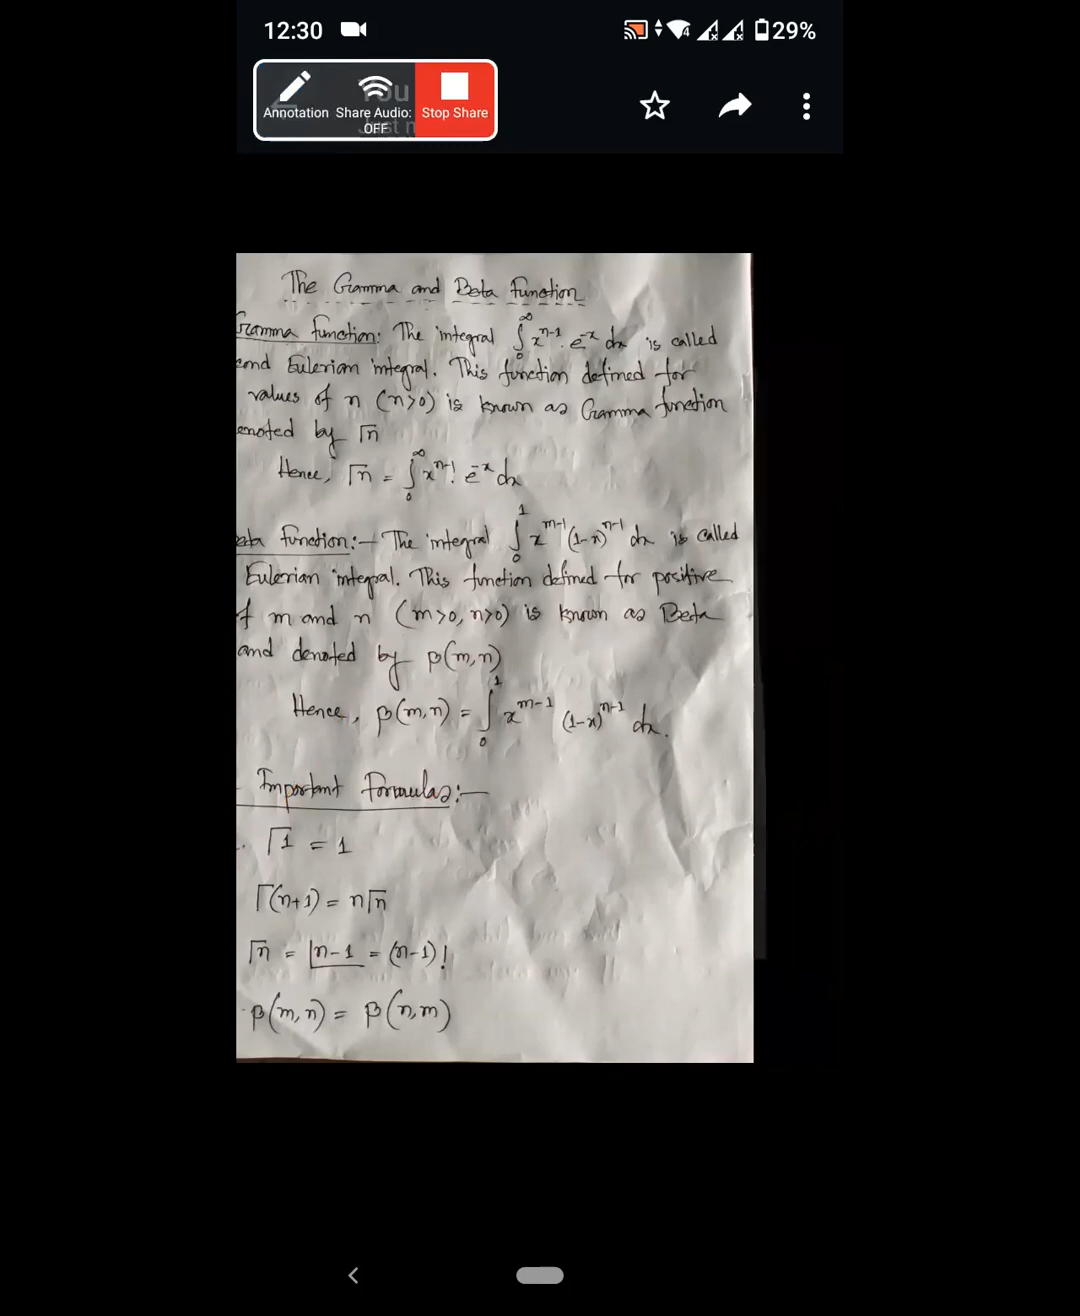 12:30
29%
Annotation Share Audio: OFF Stop Share
The Gamma and Beta Function
Gamma function: The integral ∫₀^∞ x^(n-1) . e^-x dx is called
cond Eulerian integral. This function defined for
values of n (n>0) is known as Gamma function
enoted by Γn
Hence, Γn = ∫₀^∞ x^(n-1) . e^-x dx
eta function:- The integral ∫₀^1 x^(m-1) (1-x)^(n-1) dx is called
Eulerian integral. This function defined for positive
f m and n (m>0, n>0) is known as Beta
and denoted by β(m,n)
Hence, β(m,n) = ∫₀^1 x^(m-1) (1-x)^(n-1) dx.
Important Formulas:-
Γ1 = 1
Γ(n+1) = nΓn
Γn = |n-1 = (n-1)!
β(m,n) = β(n,m)